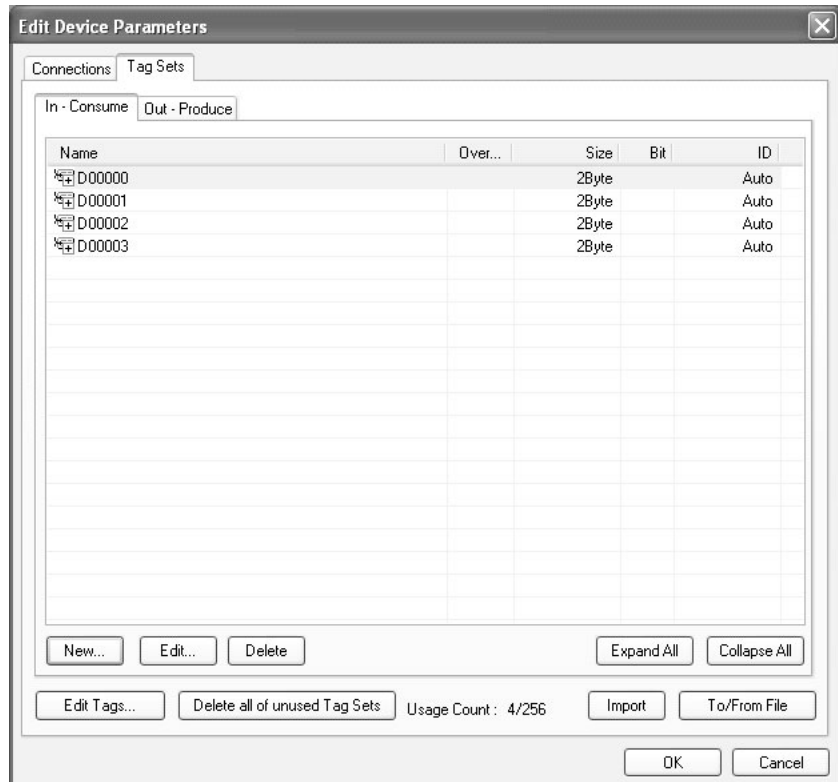 Edit Device Parameters
Connections Tag Sets
In - Consume Out - Produce
Name Over... Size Bit ID
D00000 2Byte Auto
D00001 2Byte Auto
D00002 2Byte Auto
D00003 2Byte Auto
New... Edit... Delete Expand All Collapse All
Edit Tags... Delete all of unused Tag Sets Usage Count : 4/256 Import To/From File
OK Cancel